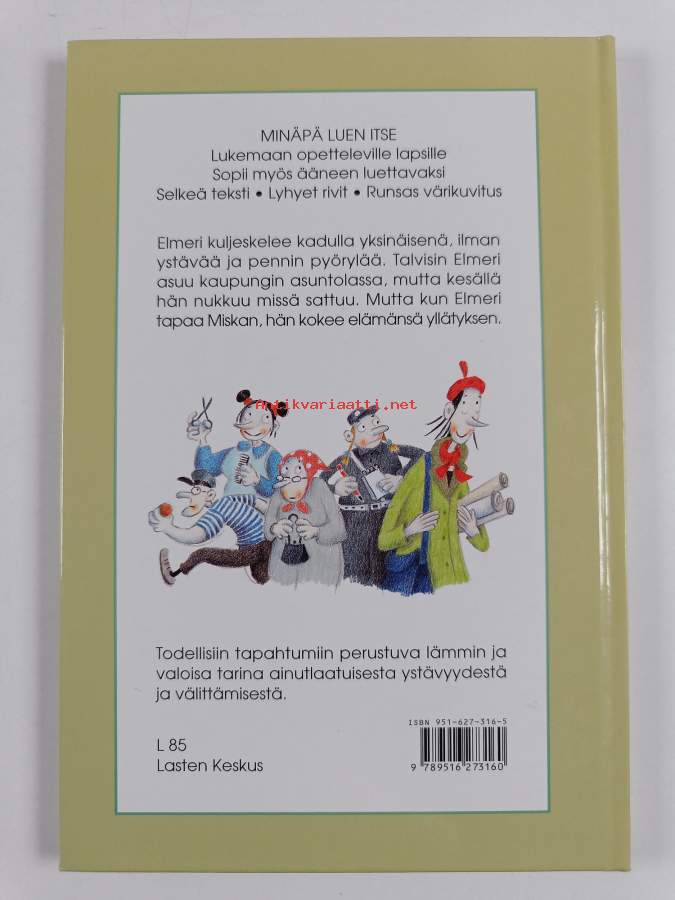 MINÄPÄ LUEN ITSE
Lukemaan opetteleville lapsille
Sopii myös ääneen luettavaksi
Selkeä teksti • Lyhyet rivit • Runsas värikuvitus
Elmeri kuljeskelee kadulla yksinäisenä, ilman
ystävää ja pennin pyörylää. Talvisin Elmeri
asuu kaupungin asuntolassa, mutta kesällä
hän nukkuu missä sattuu. Mutta kun Elmeri
tapaa Miskan, hän kokee elämänsä yllätyksen.
Antikvariaatti.net
Todellisiin tapahtumiin perustuva lämmin ja
valoisa tarina ainutlaatuisesta ystävyydestä
ja välittämisestä.
ISBN 951-627-316-5
L 85
Lasten Keskus
9 789516 273160